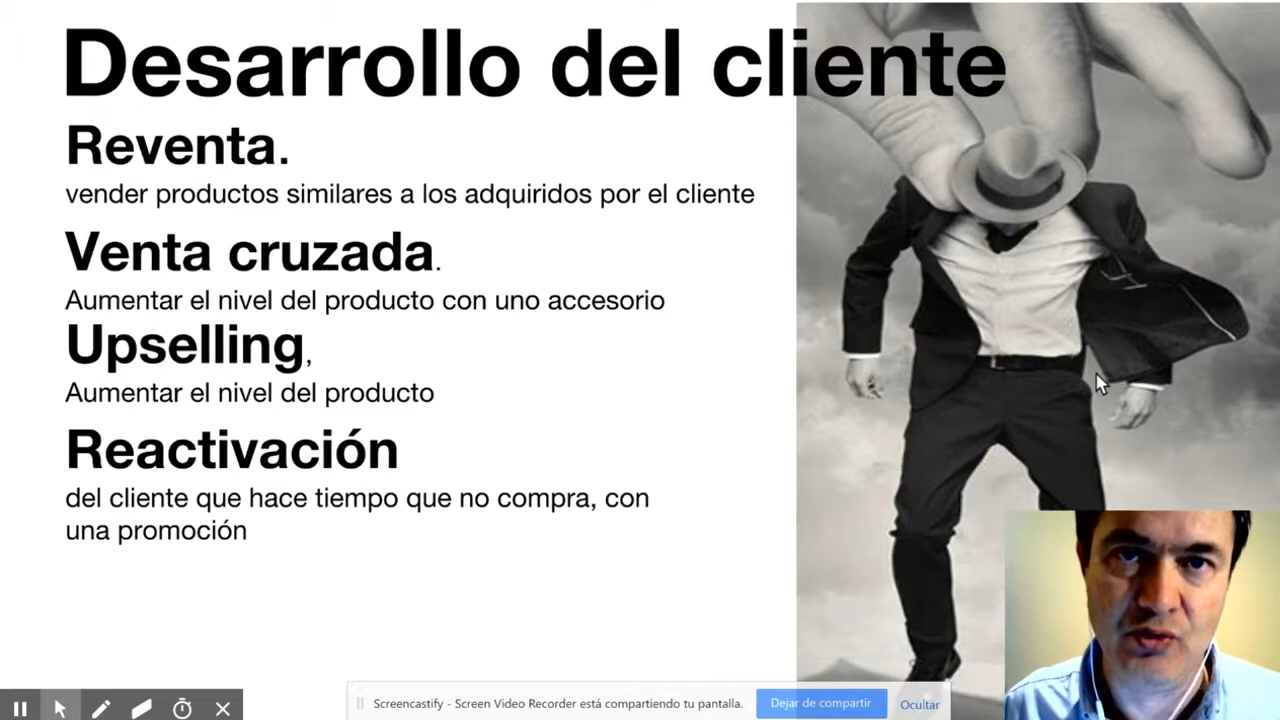 Desarrollo del cliente
Reventa.
vender productos similares a los adquiridos por el cliente
Venta cruzada.
Aumentar el nivel del producto con uno accesorio
Upselling,
Aumentar el nivel del producto
Reactivación
del cliente que hace tiempo que no compra, con
una promoción
Screencastify - Screen Video Recorder está compartiendo tu pantalla.
Dejar de compartir
Ocultar